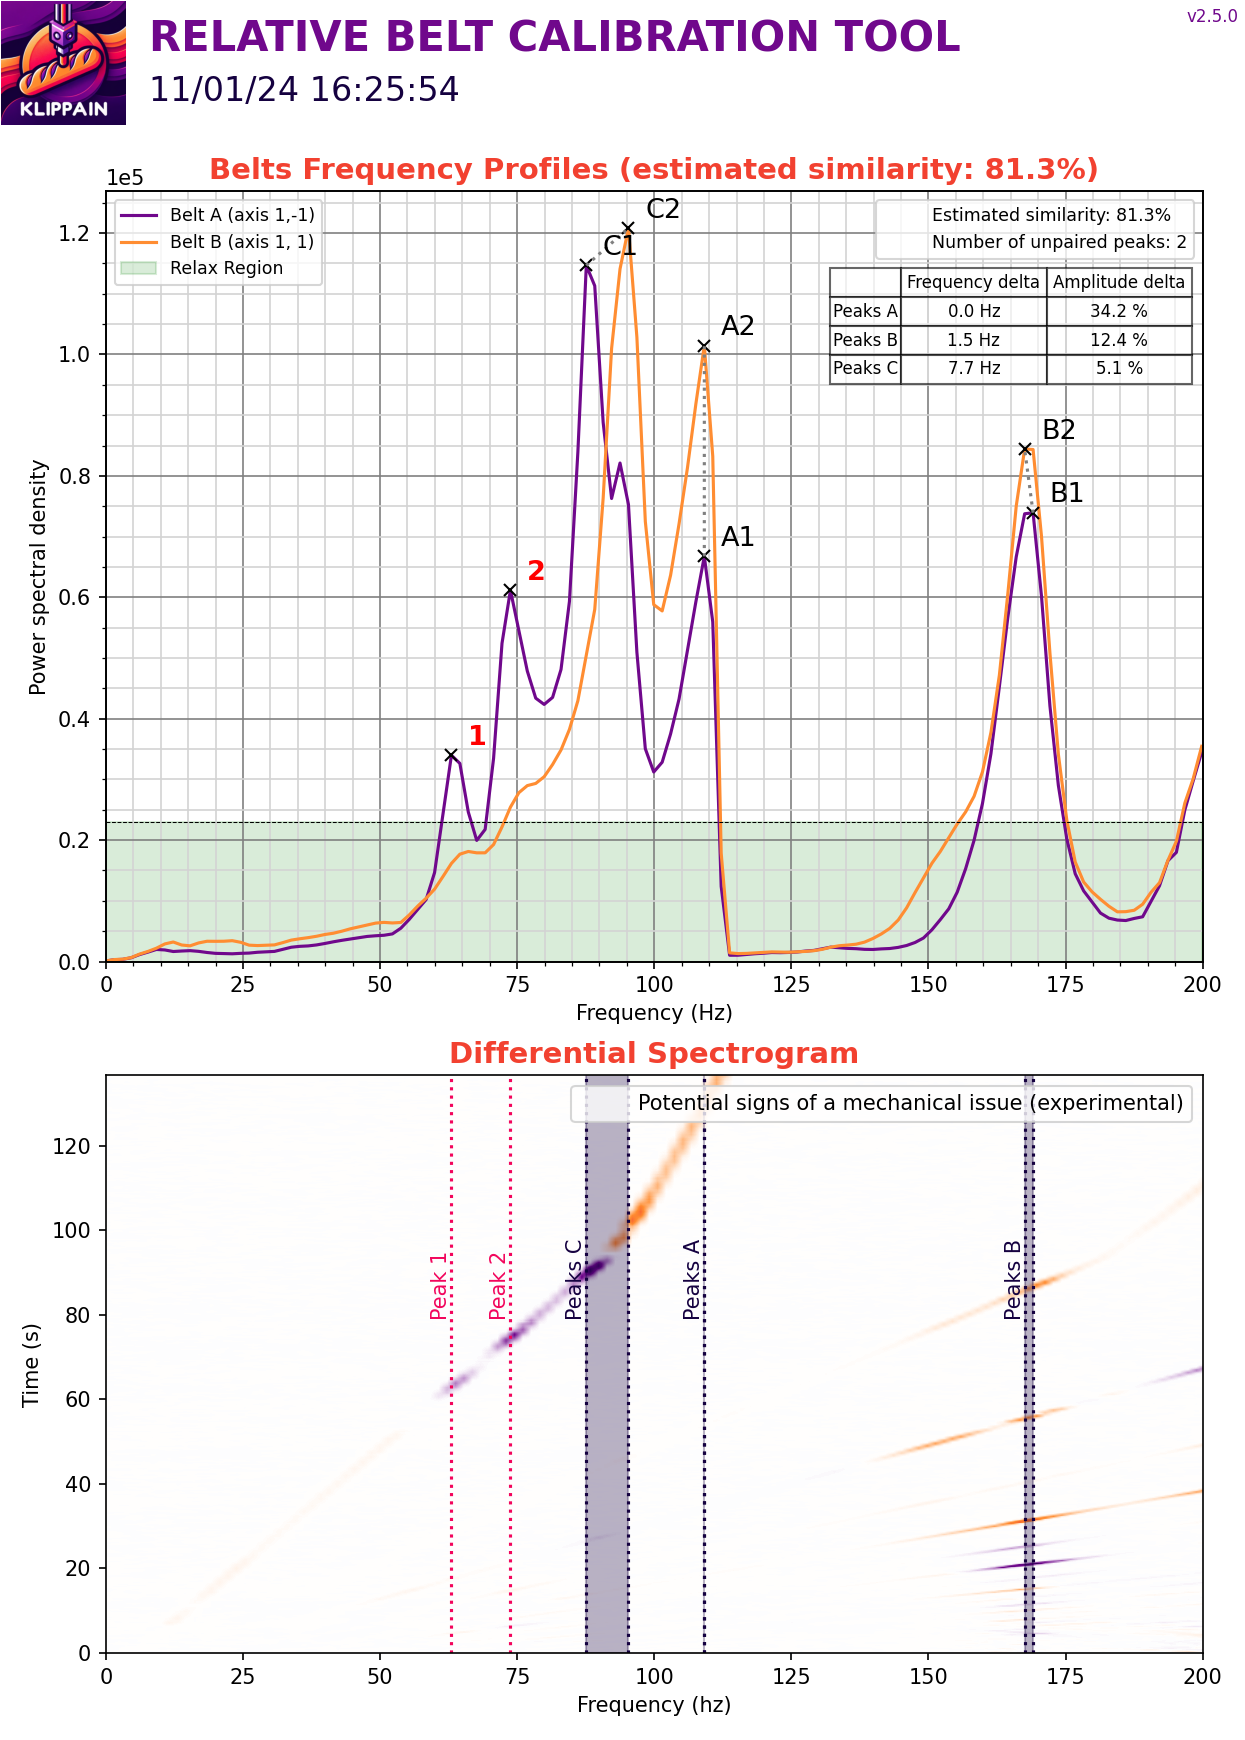 KLIPPAIN
RELATIVE BELT CALIBRATION TOOL
11/01/24 16:25:54
v2.5.0
Belts Frequency Profiles (estimated similarity: 81.3%)
1e5
Belt A (axis 1,-1)
Belt B (axis 1, 1)
Relax Region
Estimated similarity: 81.3%
Number of unpaired peaks: 2
Frequency delta Amplitude delta
Peaks A 0.0 Hz 34.2 %
Peaks B 1.5 Hz 12.4 %
Peaks C 7.7 Hz 5.1 %
C2
C1
A2
A1
B2
B1
2
1
Power spectral density
1.2
1.0
0.8
0.6
0.4
0.2
0.0
0 25 50 75 100 125 150 175 200
Frequency (Hz)
Differential Spectrogram
Potential signs of a mechanical issue (experimental)
Peak 1
Peak 2
Peaks C
Peaks A
Peaks B
Time (s)
120
100
80
60
40
20
0
0 25 50 75 100 125 150 175 200
Frequency (hz)